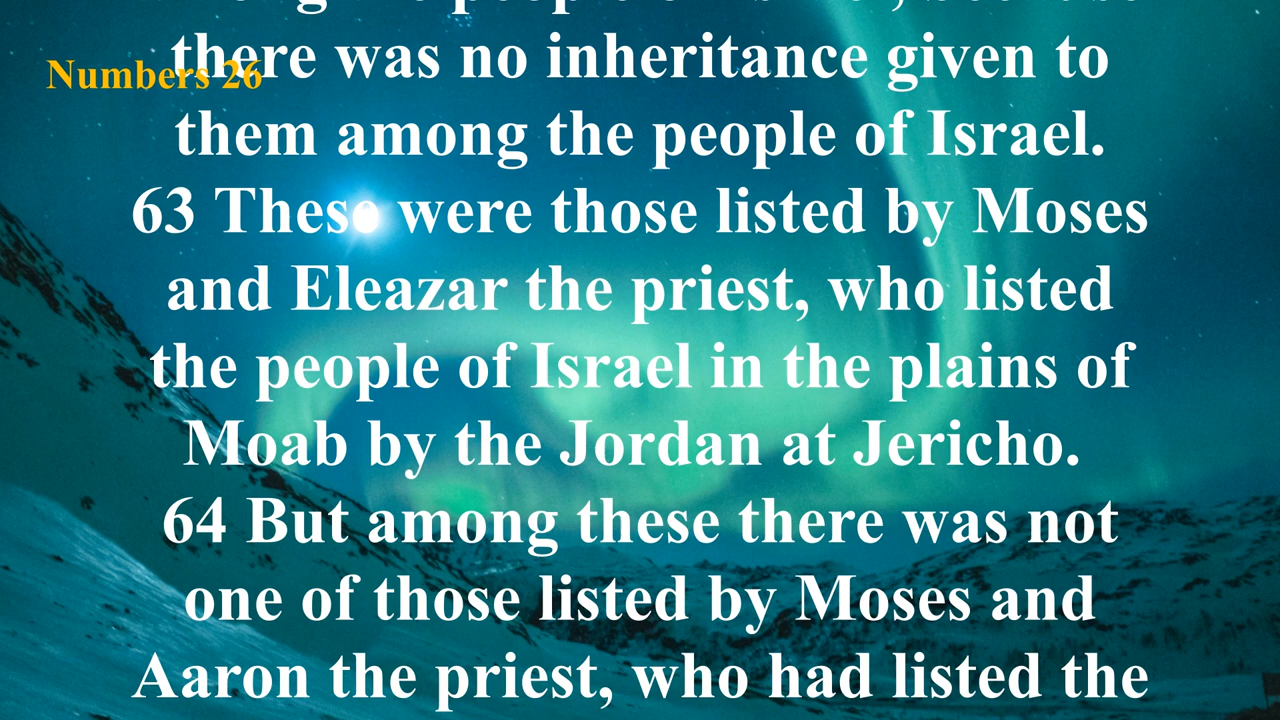 there was no inheritance given to
Numbers 26
them among the people of Israel.
63 These were those listed by Moses
and Eleazar the priest, who listed
the people of Israel in the plains of
Moab by the Jordan at Jericho.
64 But among these there was not
one of those listed by Moses and
Aaron the priest, who had listed the